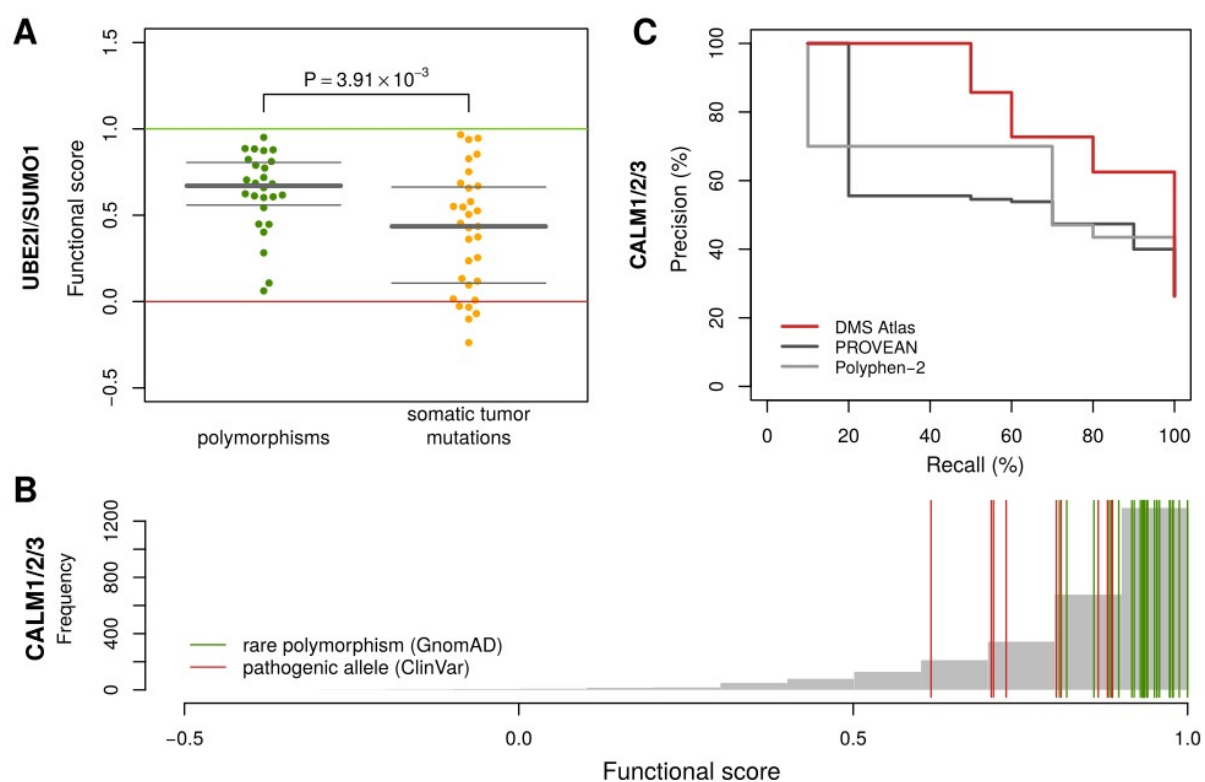 A
UBE2I/SUMO1
Functional score
1.5
1.0
0.5
0.0
−0.5
P = 3.91 × 10⁻³
polymorphisms
somatic tumor
mutations
C
CALM1/2/3
Precision (%)
100
80
60
40
20
0
DMS Atlas
PROVEAN
Polyphen−2
0 20 40 60 80 100
Recall (%)
B
CALM1/2/3
Frequency
1200
800
400
0
rare polymorphism (GnomAD)
pathogenic allele (ClinVar)
−0.5 0.0 0.5 1.0
Functional score